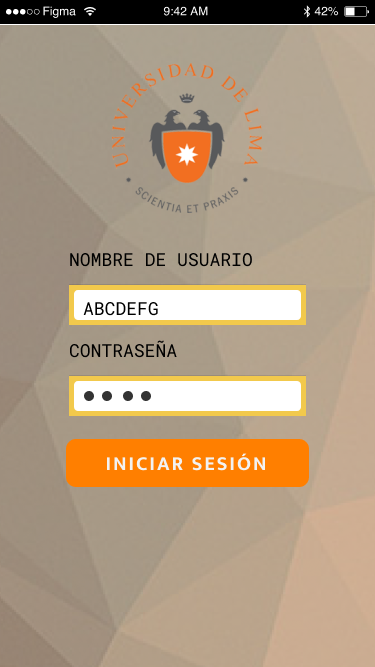 Figma 9:42 AM 42%
UNIVERSIDAD DE LIMA
SCIENTIA ET PRAXIS
NOMBRE DE USUARIO
ABCDEFG
CONTRASEÑA
INICIAR SESIÓN